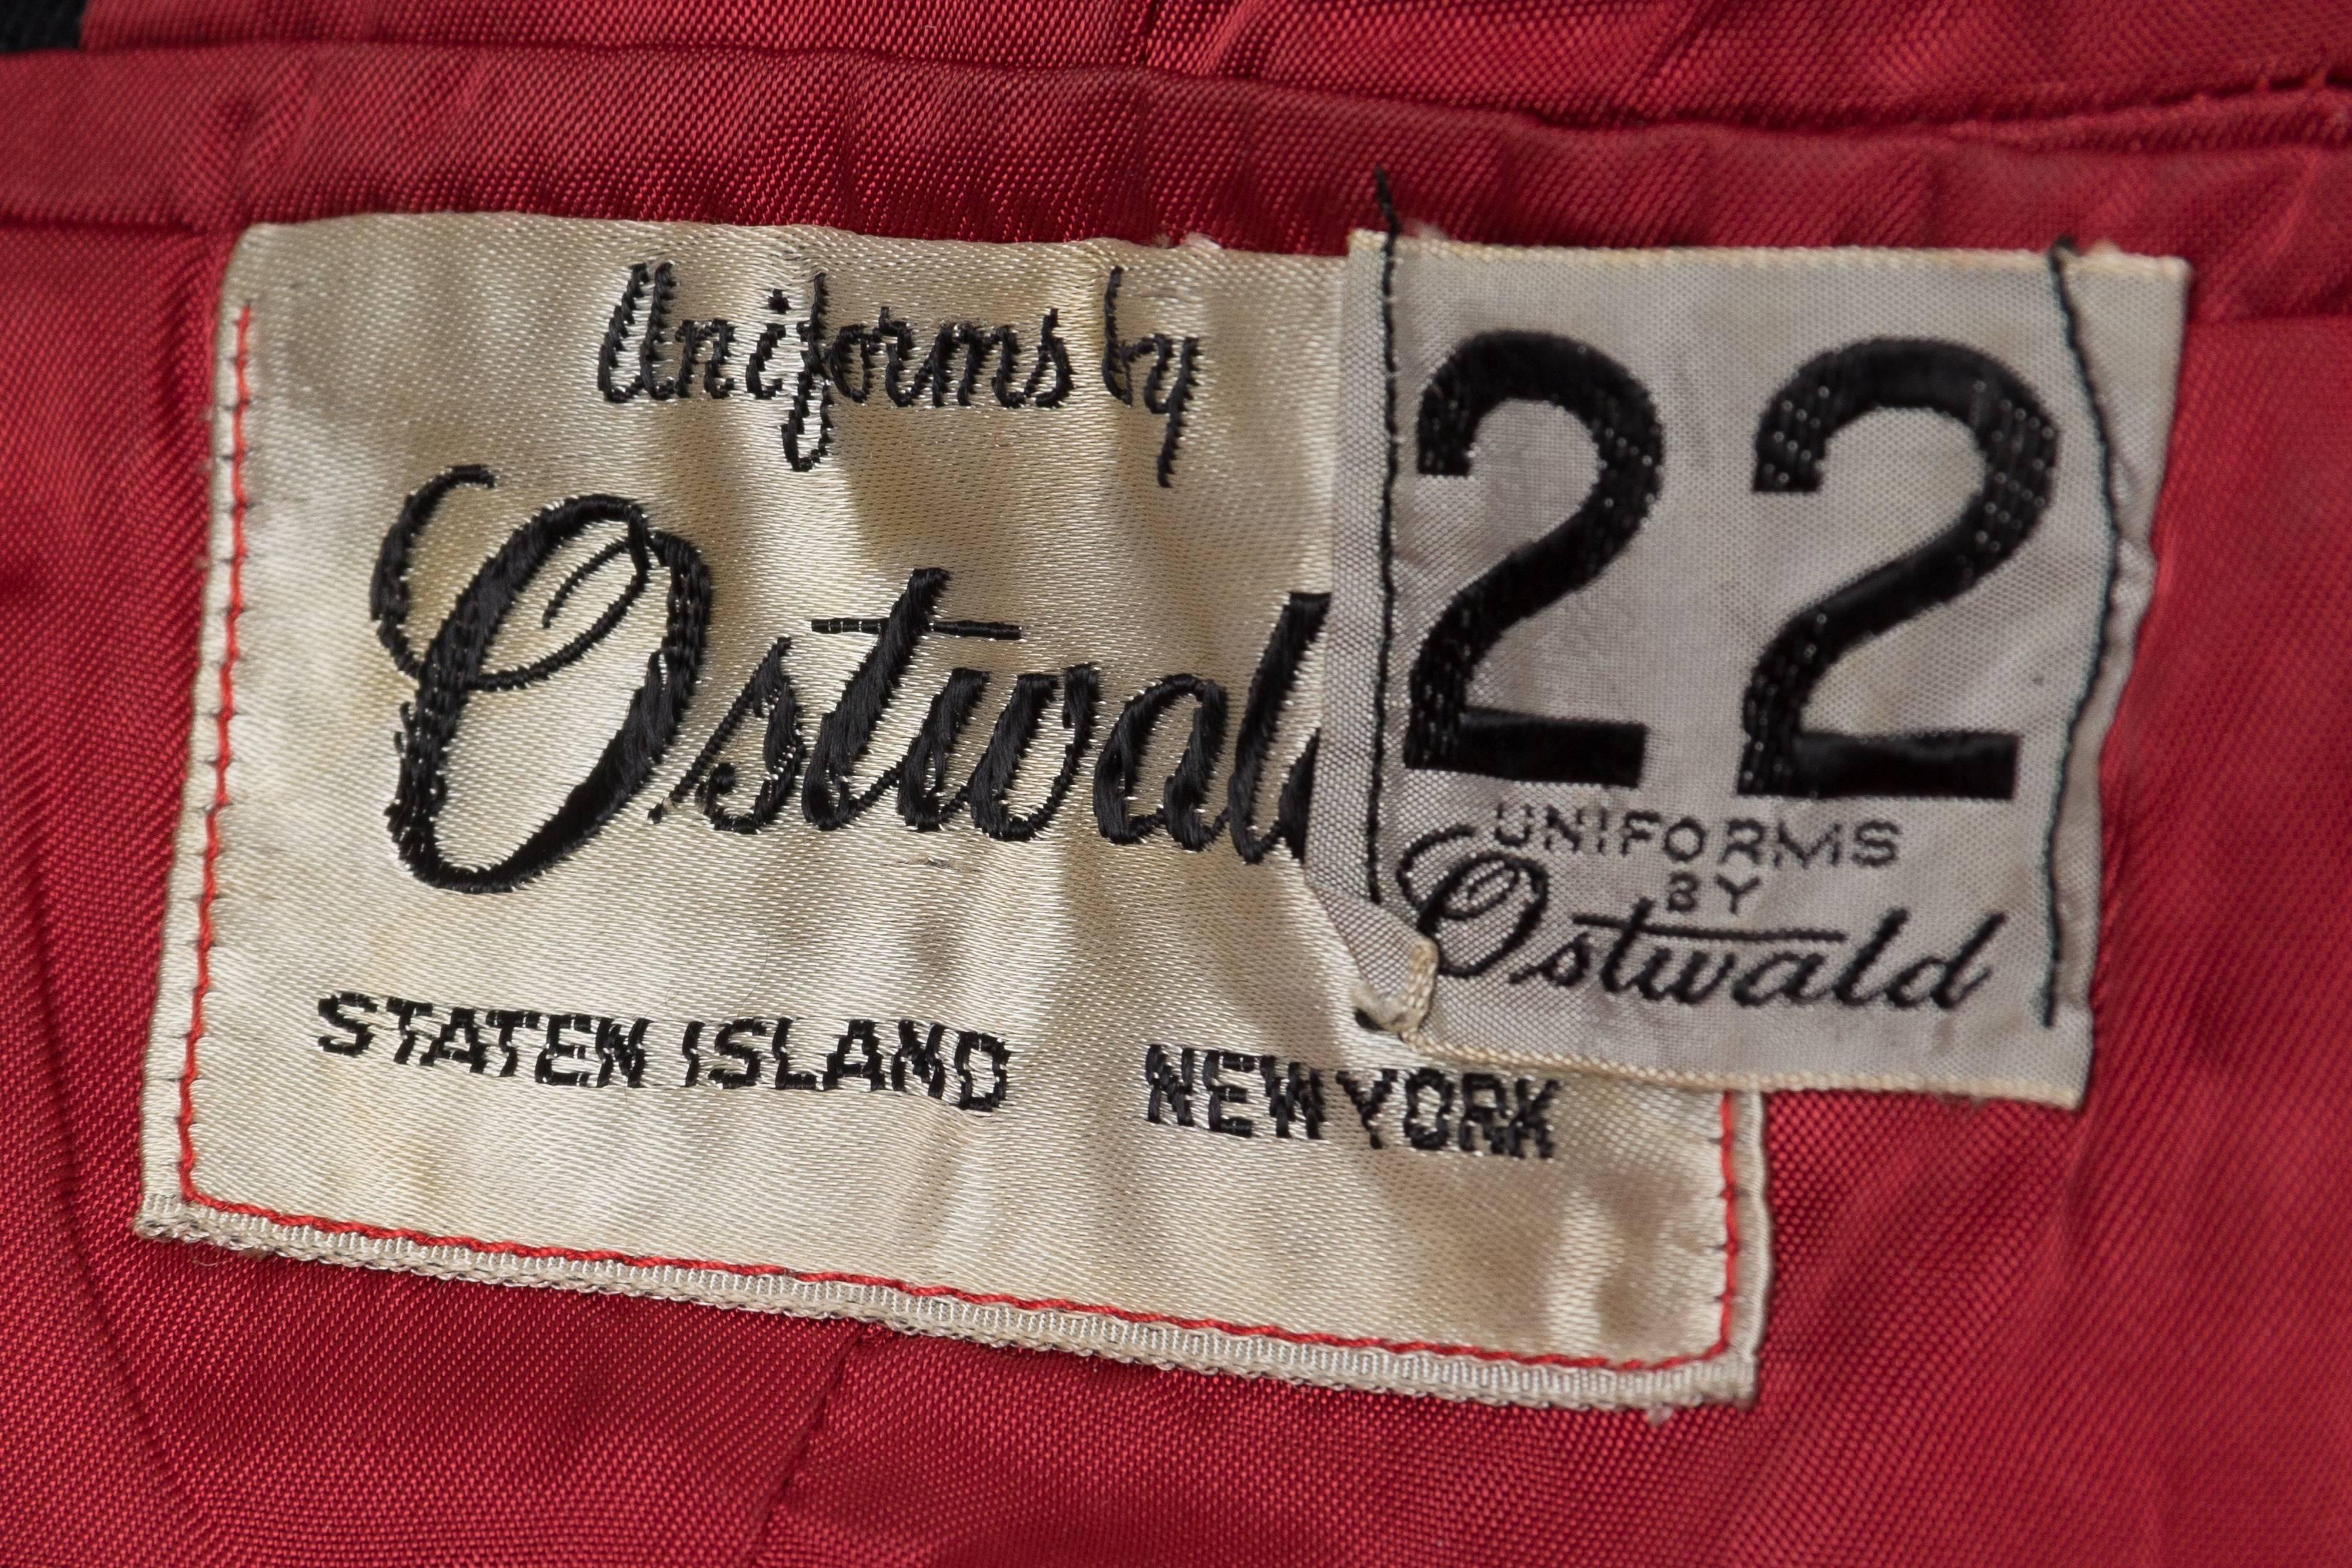 Uniforms by
Ostwald
STATEN ISLAND NEW YORK
22
UNIFORMS
BY
Ostwald